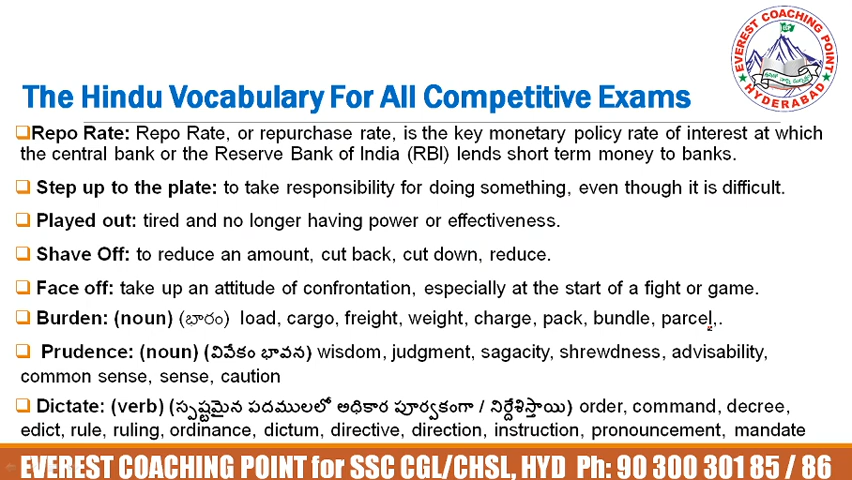 EVEREST COACHING POINT
HYDERABAD
The Hindu Vocabulary For All Competitive Exams
❑Repo Rate: Repo Rate, or repurchase rate, is the key monetary policy rate of interest at which
the central bank or the Reserve Bank of India (RBI) lends short term money to banks.
❑ Step up to the plate: to take responsibility for doing something, even though it is difficult.
❑ Played out: tired and no longer having power or effectiveness.
❑ Shave Off: to reduce an amount, cut back, cut down, reduce.
❑ Face off: take up an attitude of confrontation, especially at the start of a fight or game.
❑ Burden: (noun) (భారం) load, cargo, freight, weight, charge, pack, bundle, parcel,.
❑ Prudence: (noun) (వివేకం భావన) wisdom, judgment, sagacity, shrewdness, advisability,
common sense, sense, caution
❑ Dictate: (verb) (స్పష్టమైన పదములలో అధికార పూర్వకంగా / నిర్దేశిస్తాయి) order, command, decree,
edict, rule, ruling, ordinance, dictum, directive, direction, instruction, pronouncement, mandate
EVEREST COACHING POINT for SSC CGL/CHSL, HYD Ph: 90 300 301 85 / 86